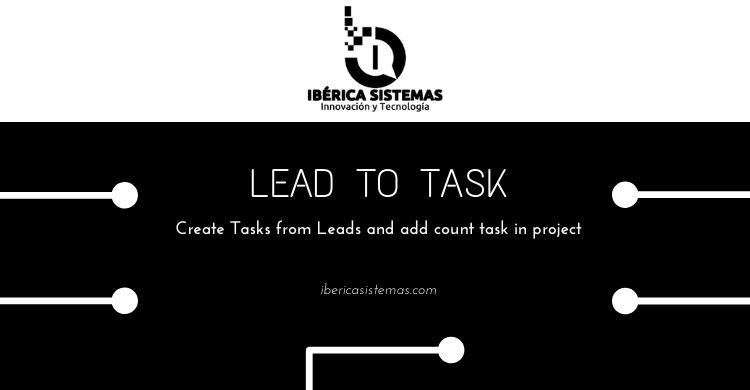 IBÉRICA SISTEMAS
Innovación y Tecnología
LEAD TO TASK
Create Tasks from Leads and add count task in project
ibericasistemas.com